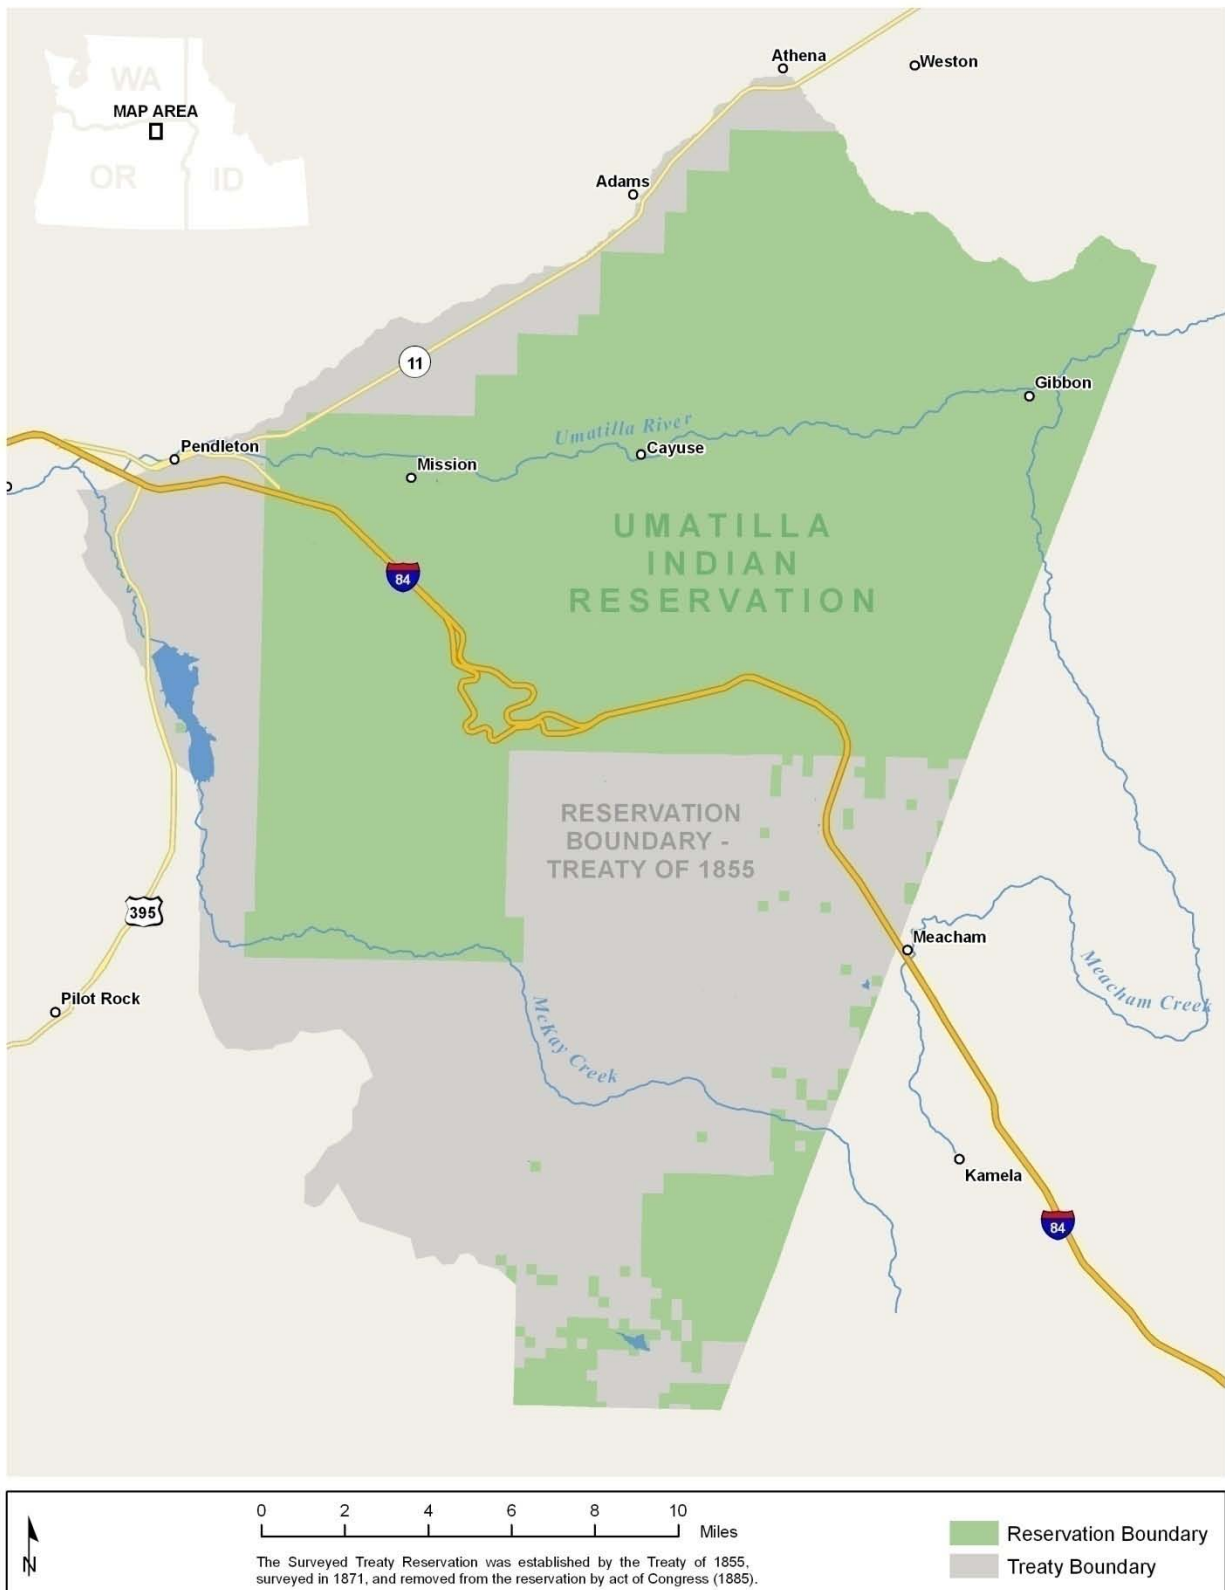 WA
MAP AREA
OR
ID
Athena
Weston
Adams
11
Gibbon
Umatilla River
Pendleton
Cayuse
Mission
UMATILLA
INDIAN
RESERVATION
84
RESERVATION
BOUNDARY -
TREATY OF 1855
395
Meacham
Meacham Creek
Pilot Rock
McKay Creek
Kamela
84
0 2 4 6 8 10
Miles
N
The Surveyed Treaty Reservation was established by the Treaty of 1855,
surveyed in 1871, and removed from the reservation by act of Congress (1885).
Reservation Boundary
Treaty Boundary